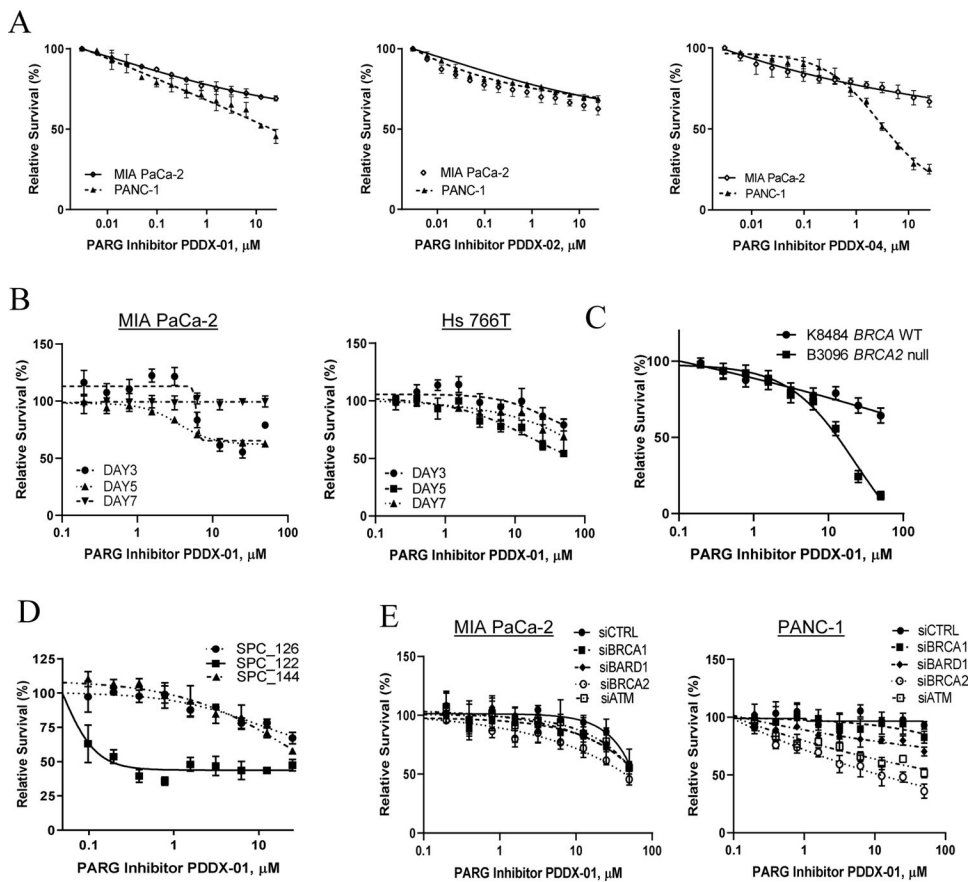 A
Relative Survival (%)
100
50
0
MIA PaCa-2
PANC-1
0.01
0.1
1
10
PARG Inhibitor PDDX-01, μM
Relative Survival (%)
100
50
0
MIA PaCa-2
PANC-1
0.01
0.1
1
10
PARG Inhibitor PDDX-02, μM
Relative Survival (%)
100
50
0
MIA PaCa-2
PANC-1
0.01
0.1
1
10
PARG Inhibitor PDDX-04, μM
B
MIA PaCa-2
Relative Survival (%)
150
100
50
0
DAY3
DAY5
DAY7
0.1
1
10
100
PARG Inhibitor PDDX-01, μM
Hs 766T
Relative Survival (%)
150
100
50
0
DAY3
DAY5
DAY7
0.1
1
10
100
PARG Inhibitor PDDX-01, μM
C
K8484 BRCA WT
B3096 BRCA2 null
Relative Survival (%)
100
50
0
0.1
1
10
100
PARG Inhibitor PDDX-01, μM
D
SPC_126
SPC_122
SPC_144
Relative Survival (%)
125
100
75
50
25
0
0.1
1
10
PARG Inhibitor PDDX-01, μM
E
MIA PaCa-2
siCTRL
siBRCA1
siBARD1
siBRCA2
siATM
Relative Survival (%)
150
100
50
0
0.1
1
10
100
PARG Inhibitor PDDX-01, μM
PANC-1
siCTRL
siBRCA1
siBARD1
siBRCA2
siATM
Relative Survival (%)
150
100
50
0
0.1
1
10
100
PARG Inhibitor PDDX-01, μM